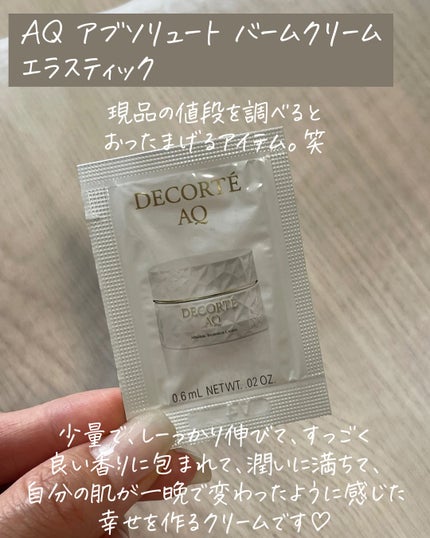 AQ アブソリュート バームクリーム
エラスティック
現品の値段を調べると
おったまげるアイテム。笑
DECORTÉ
AQ
DECORTÉ
AQ
0.6mL NETWT. .02 OZ.
少量で、しーっかり伸びて、すっごく
良い香りに包まれて、潤いに満ちて、
自分の肌が一晩で変わったように感じた
幸せを作るクリームです♡